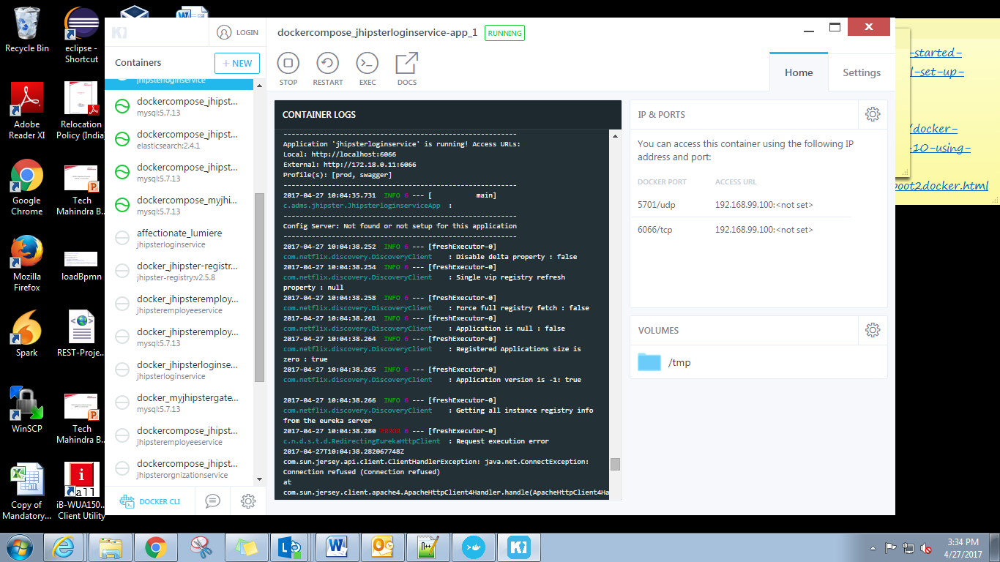 Recycle Bin
eclipse -
Shortcut
Adobe
Reader XI
Relocation
Policy (India)
Google
Chrome
Tech
Mahindra B...
Mozilla
Firefox
loadBpmn
Spark
REST-Proje...
WinSCP
Tech
Mahindra B...
Copy of
Mandatory...
all
iB-WUA150...
Client Utility
LOGIN
Containers
+ NEW
jhipsterloginservice
dockercompose_jhipst...
mysql:5.7.13
dockercompose_jhipst...
elasticsearch:2.4.1
dockercompose_jhipst...
mysql:5.7.13
dockercompose_myjhi...
mysql:5.7.13
affectionate_lumiere
jhipsterloginservice
docker_jhipster-registr...
jhipster-registry:v2.5.8
docker_jhipsteremploy...
jhipsteremployeeservice
docker_jhipsteremploy...
mysql:5.7.13
docker_jhipsterloginse...
jhipsterloginservice
docker_myjhipstergate...
mysql:5.7.13
dockercompose_jhipst...
jhipsteremployeeservice
dockercompose_jhipst...
jhipsterorgnizationservice
DOCKER CLI
dockercompose_jhipsterloginservice-app_1 RUNNING
STOP
RESTART
EXEC
DOCS
Home
Settings
CONTAINER LOGS
----------------------------------------------------------
Application `jhipsterloginservice` is running! Access URLs:
Local: http://localhost:6066
External: http://172.18.0.11:6066
Profile(s): [prod, swagger]
----------------------------------------------------------
2017-04-27 10:04:35.731 INFO 6 --- [ main]
c.adms.jhipster.JhipsterloginserviceApp :
----------------------------------------------------------
Config Server: Not found or not setup for this application
----------------------------------------------------------
2017-04-27 10:04:38.252 INFO 6 --- [freshExecutor-0]
com.netflix.discovery.DiscoveryClient : Disable delta property : false
2017-04-27 10:04:38.254 INFO 6 --- [freshExecutor-0]
com.netflix.discovery.DiscoveryClient : Single vip registry refresh
property : null
2017-04-27 10:04:38.258 INFO 6 --- [freshExecutor-0]
com.netflix.discovery.DiscoveryClient : Force full registry fetch : false
2017-04-27 10:04:38.261 INFO 6 --- [freshExecutor-0]
com.netflix.discovery.DiscoveryClient : Application is null : false
2017-04-27 10:04:38.264 INFO 6 --- [freshExecutor-0]
com.netflix.discovery.DiscoveryClient : Registered Applications size is
zero : true
2017-04-27 10:04:38.265 INFO 6 --- [freshExecutor-0]
com.netflix.discovery.DiscoveryClient : Application version is -1: true
2017-04-27 10:04:38.266 INFO 6 --- [freshExecutor-0]
com.netflix.discovery.DiscoveryClient : Getting all instance registry info
from the eureka server
2017-04-27 10:04:38.280 ERROR 6 --- [freshExecutor-0]
c.n.d.s.t.d.RedirectingEurekaHttpClient : Request execution error
2017-04-27T10:04:38.282067748Z
com.sun.jersey.api.client.ClientHandlerException: java.net.ConnectException:
Connection refused (Connection refused)
at
com.sun.jersey.client.apache4.ApacheHttpClient4Handler.handle(ApacheHttpClient4Ha
IP & PORTS
You can access this container using the following IP
address and port:
DOCKER PORT ACCESS URL
5701/udp 192.168.99.100:<not set>
6066/tcp 192.168.99.100:<not set>
VOLUMES
/tmp
-started-
l-set-up-
/docker-
-10-using-
boot2docker.html
3:34 PM
4/27/2017